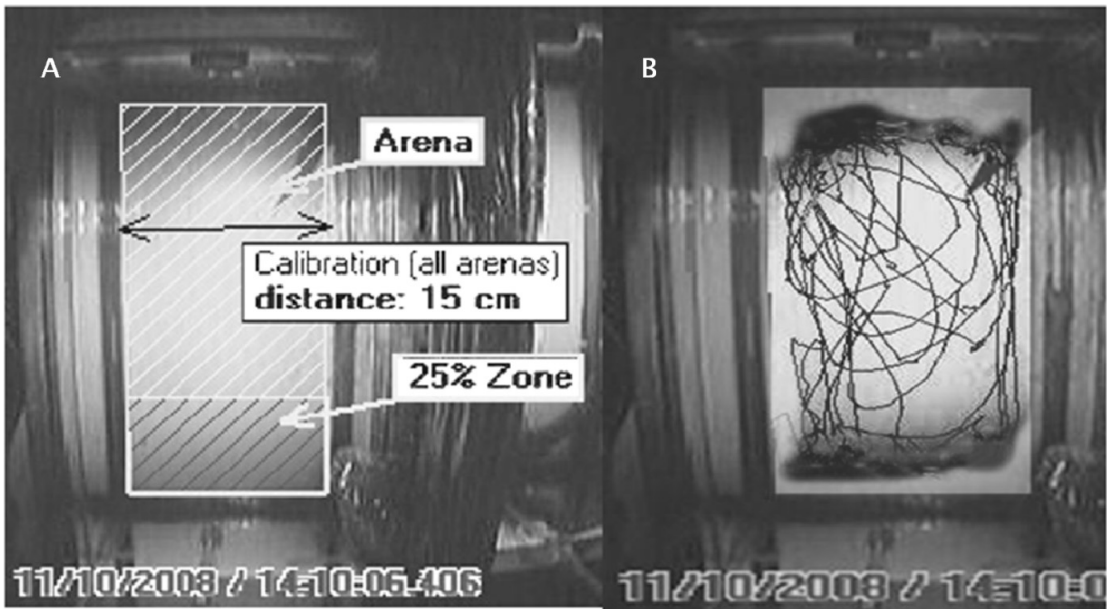 A
B
Arena
Calibration (all arenas)
distance: 15 cm
25% Zone
11/10/2008 / 14-10:06.406
11/10/2008 / 14-10:0